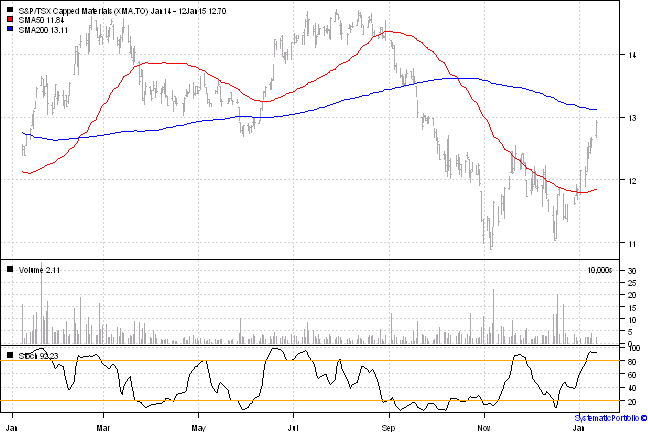 S&P/TSX Capped Materials (XMA.TO) Jan14 - 12Jan15 12.70
SMA50 11.84
SMA200 13.11
14
13
12
11
Volume 2.11
10,000s
30
25
20
15
10
5
0
Stoch 92.23
100
80
60
40
20
Jan Mar May Jul Sep Nov Jan
SystematicPortfolio ©